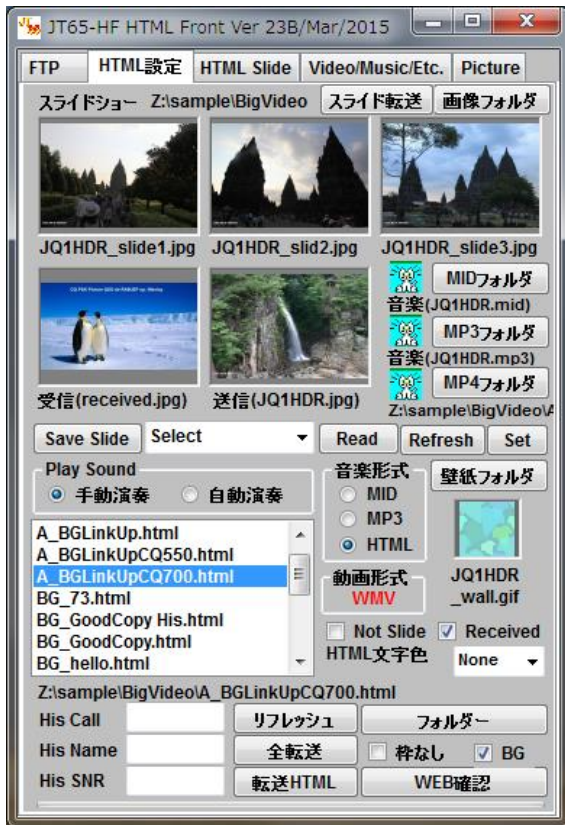 JT65-HF HTML Front Ver 23B/Mar/2015
FTP HTML設定 HTML Slide Video/Music/Etc. Picture
スライドショー Z:\sample\BigVideo スライド転送 画像フォルダ
JQ1HDR_slide1.jpg JQ1HDR_slid2.jpg JQ1HDR_slide3.jpg
MIDフォルダ
音楽(JQ1HDR.mid)
MP3フォルダ
音楽(JQ1HDR.mp3)
MP4フォルダ
受信(received.jpg) 送信(JQ1HDR.jpg) Z:\sample\BigVideo\A
Save Slide Select Read Refresh Set
Play Sound 音楽形式 壁紙フォルダ
手動演奏 自動演奏 MID
MP3
A_BGLinkUp.html
A_BGLinkUpCQ550.html HTML
A_BGLinkUpCQ700.html 動画形式 JQ1HDR
BG_73.html WMV _wall.gif
BG_GoodCopy His.html
BG_GoodCopy.html Not Slide Received
BG_hello.html HTML文字色 None
Z:\sample\BigVideo\A_BGLinkUpCQ700.html
His Call リフレッシュ フォルダー
His Name 全転送 枠なし BG
His SNR 転送HTML WEB確認